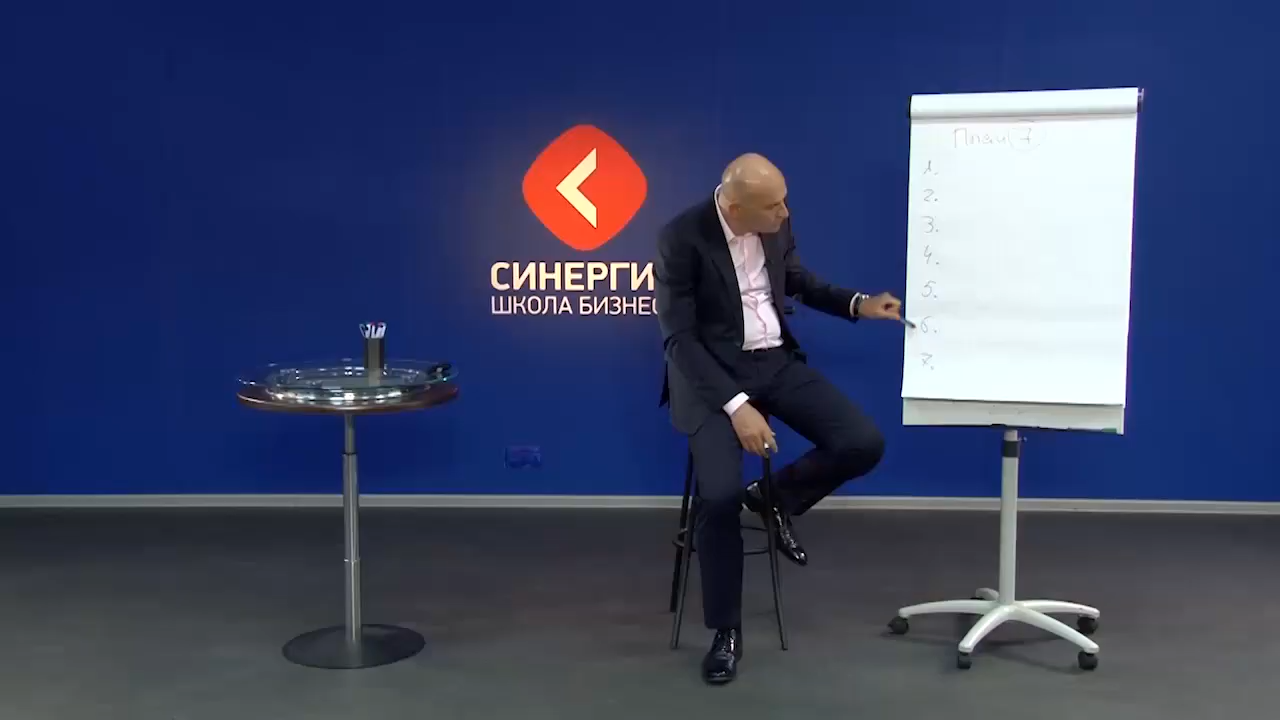 СИНЕРГИ
ШКОЛА БИЗНЕС
План (7)
1.
2.
3.
4.
5.
6.
7.